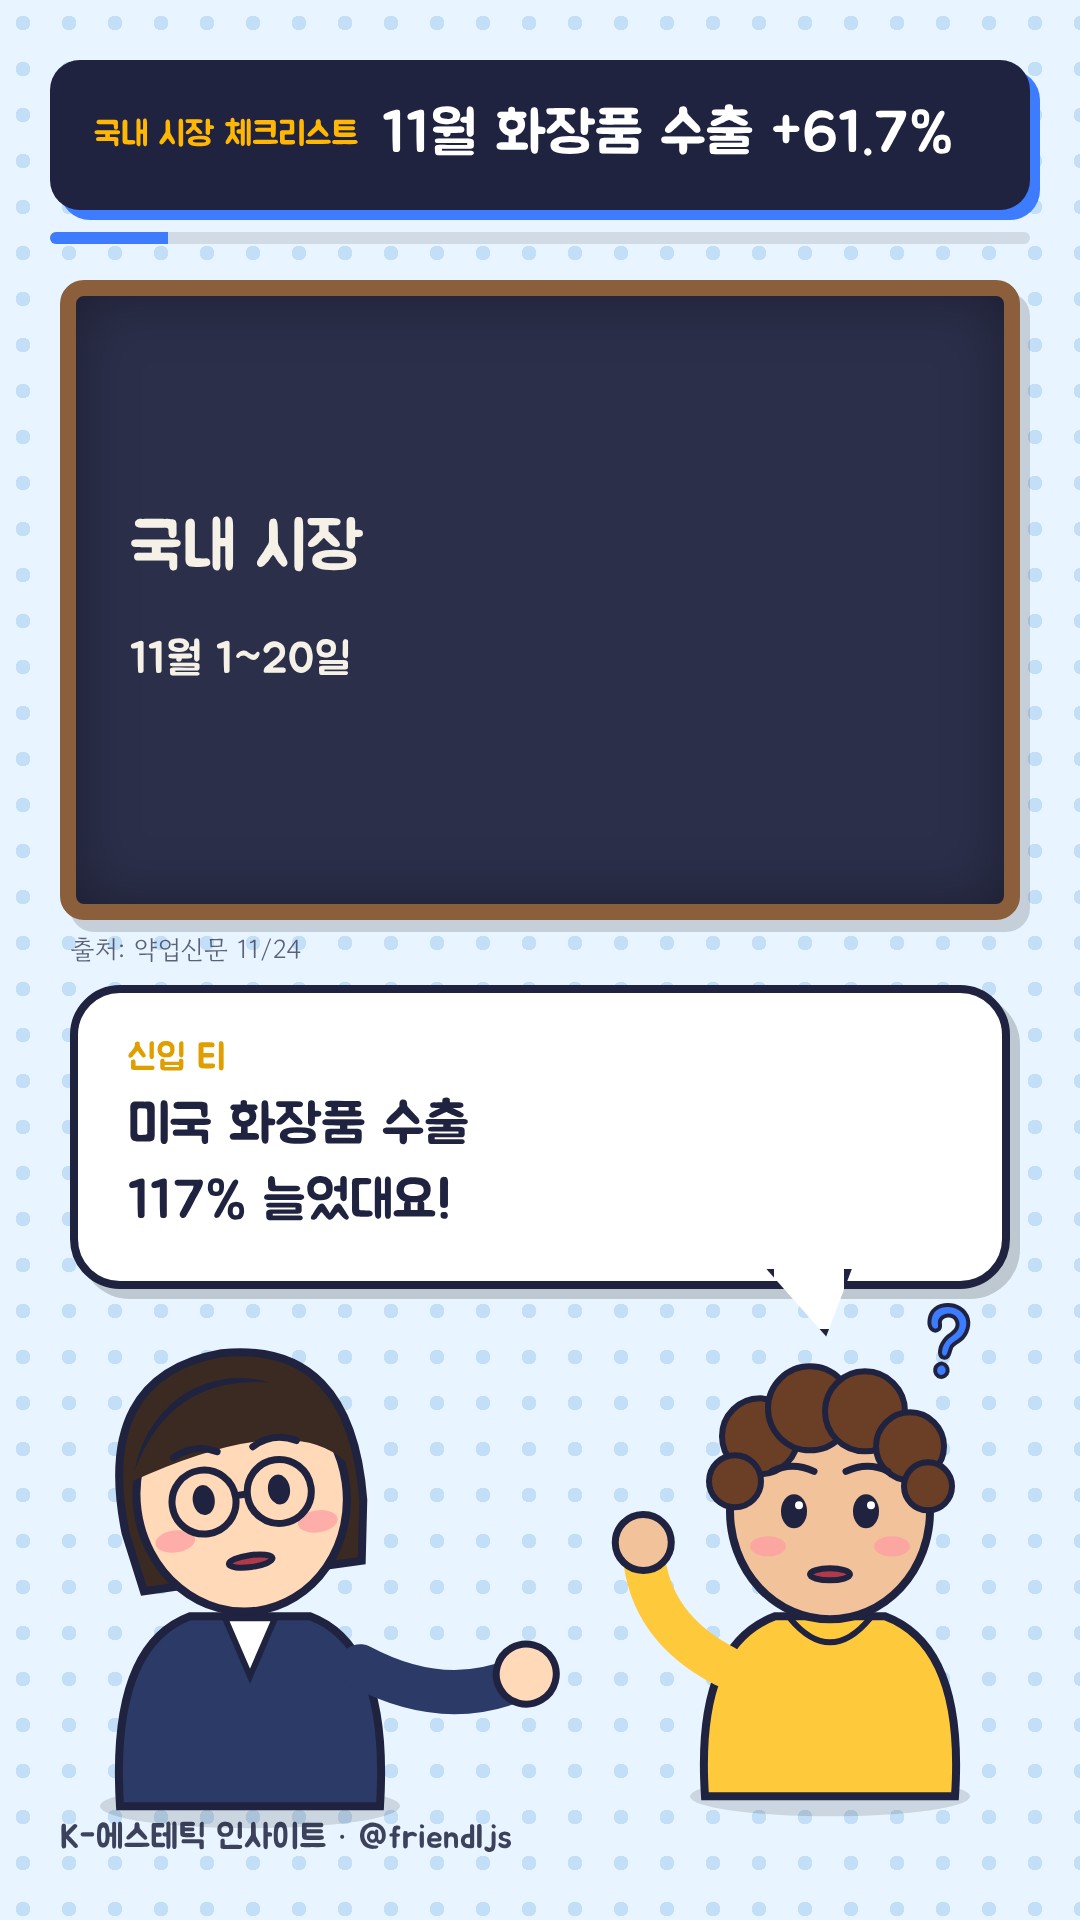 국내 시장 체크리스트 11월 화장품 수출 +61.7%
국내 시장
11월 1~20일
출처: 약업신문 11/24
신입 티
미국 화장품 수출
117% 늘었대요!
?
K-에스테틱 인사이트 · @friendljs